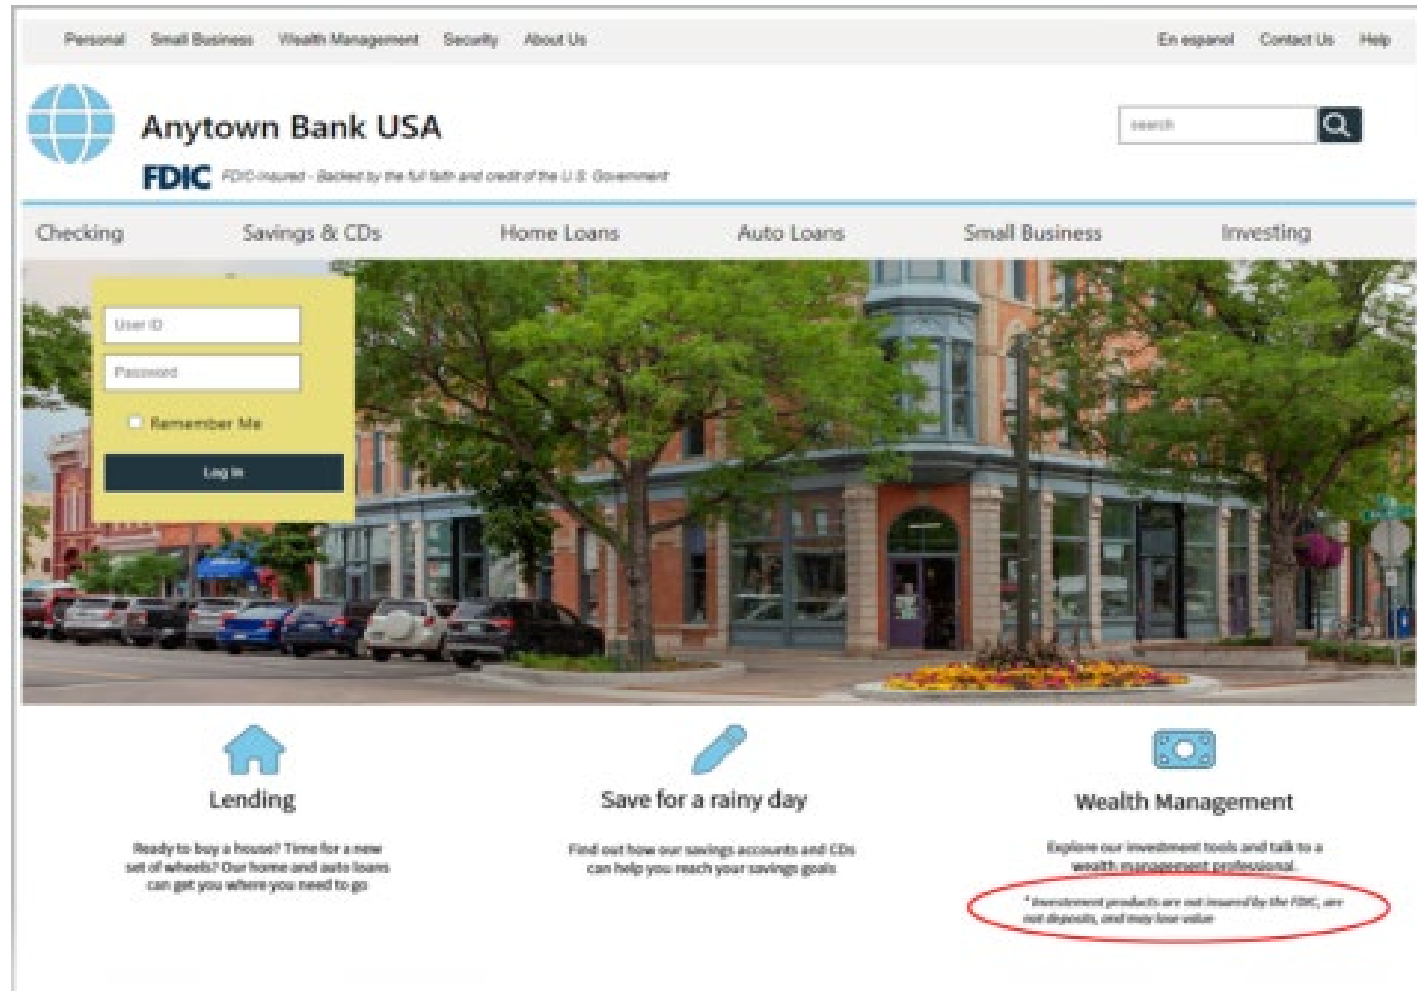 Personal Small Business Wealth Management Security About Us En espanol Contact Us Help
Anytown Bank USA
search
FDIC FDIC-Insured - Backed by the full faith and credit of the U.S. Government
Checking Savings & CDs Home Loans Auto Loans Small Business Investing
User ID
Password
Remember Me
Log In
Lending
Ready to buy a house? Time for a new
set of wheels? Our home and auto loans
can get you where you need to go
Save for a rainy day
Find out how our savings accounts and CDs
can help you reach your savings goals
Wealth Management
Explore our investment tools and talk to a
wealth management professional.
* Investement products are not insured by the FDIC, are
not deposits, and may lose value